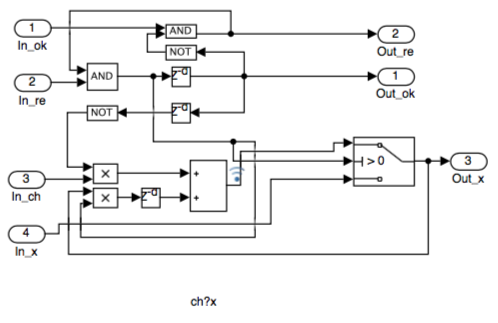 1
In_ok
AND
2
Out_re
NOT
2
In_re
AND
z-d
1
Out_ok
NOT
z-d
3
In_ch
×
+
> 0
3
Out_x
×
z-d
+
4
In_x
ch?x